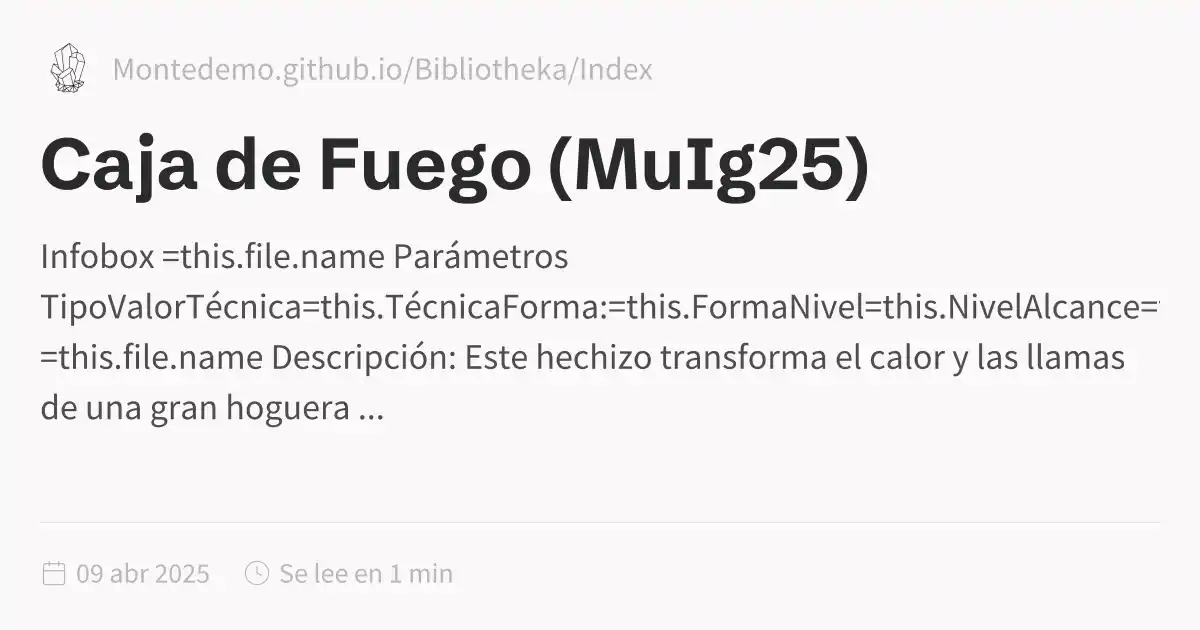 Montedemo.github.io/Bibliotheka/Index
Caja de Fuego (MuIg25)
Infobox =this.file.name Parámetros
TipoValorTécnica=this.TécnicaForma:=this.FormaNivel=this.NivelAlcance=
=this.file.name Descripción: Este hechizo transforma el calor y las llamas
de una gran hoguera ...
09 abr 2025 Se lee en 1 min